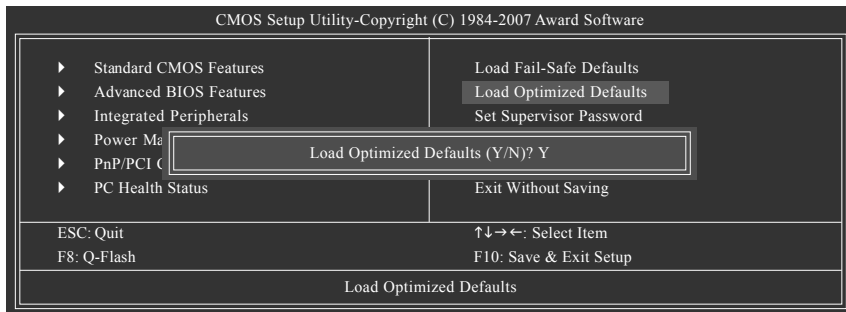 CMOS Setup Utility-Copyright (C) 1984-2007 Award Software
Standard CMOS Features
Advanced BIOS Features
Integrated Peripherals
Power Ma
PnP/PCI
PC Health Status
Load Fail-Safe Defaults
Load Optimized Defaults
Set Supervisor Password
Exit Without Saving
Load Optimized Defaults (Y/N)? Y
ESC: Quit
↑↓→←: Select Item
F8: Q-Flash
F10: Save & Exit Setup
Load Optimized Defaults